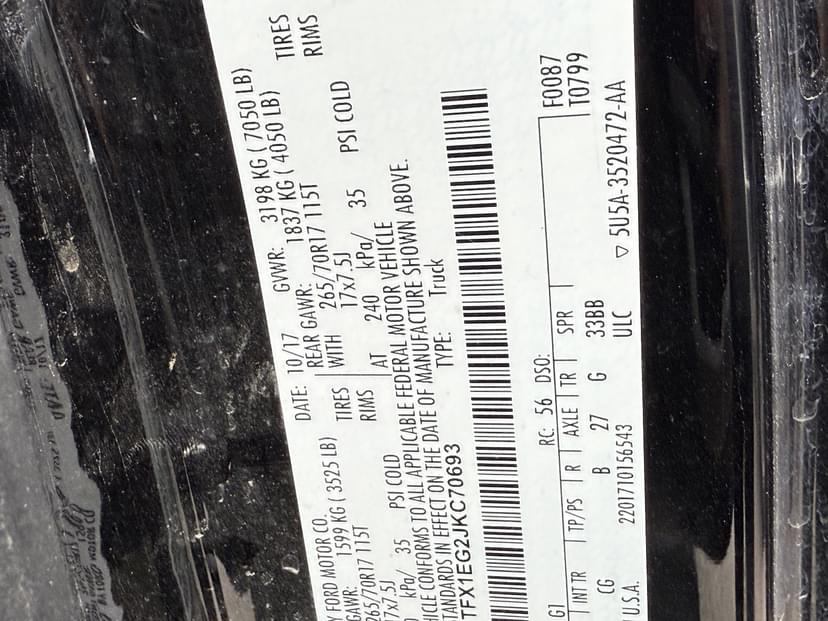 Y FORD MOTOR CO. DATE: 10/17 GVWR: 3198 KG ( 7050 LB)
GAWR: 1599 KG ( 3525 LB) REAR GAWR: 1837 KG ( 4050 LB)
265/70R17 115T TIRES WITH 265/70R17 115T TIRES
17x7.5J RIMS 17x7.5J RIMS
kPa/ 35 PSI COLD AT 240 kPa/ 35 PSI COLD
HICLE CONFORMS TO ALL APPLICABLE FEDERAL MOTOR VEHICLE
STANDARDS IN EFFECT ON THE DATE OF MANUFACTURE SHOWN ABOVE.
TFX1EG2JKC70693 TYPE: Truck
G1 RC: 56 DSO: F0087
INT TR TP/PS R AXLE TR SPR T0799
CG B 27 G 33BB
U.S.A. 2201710156543 ULC ▽ 5U5A-3520472-AA